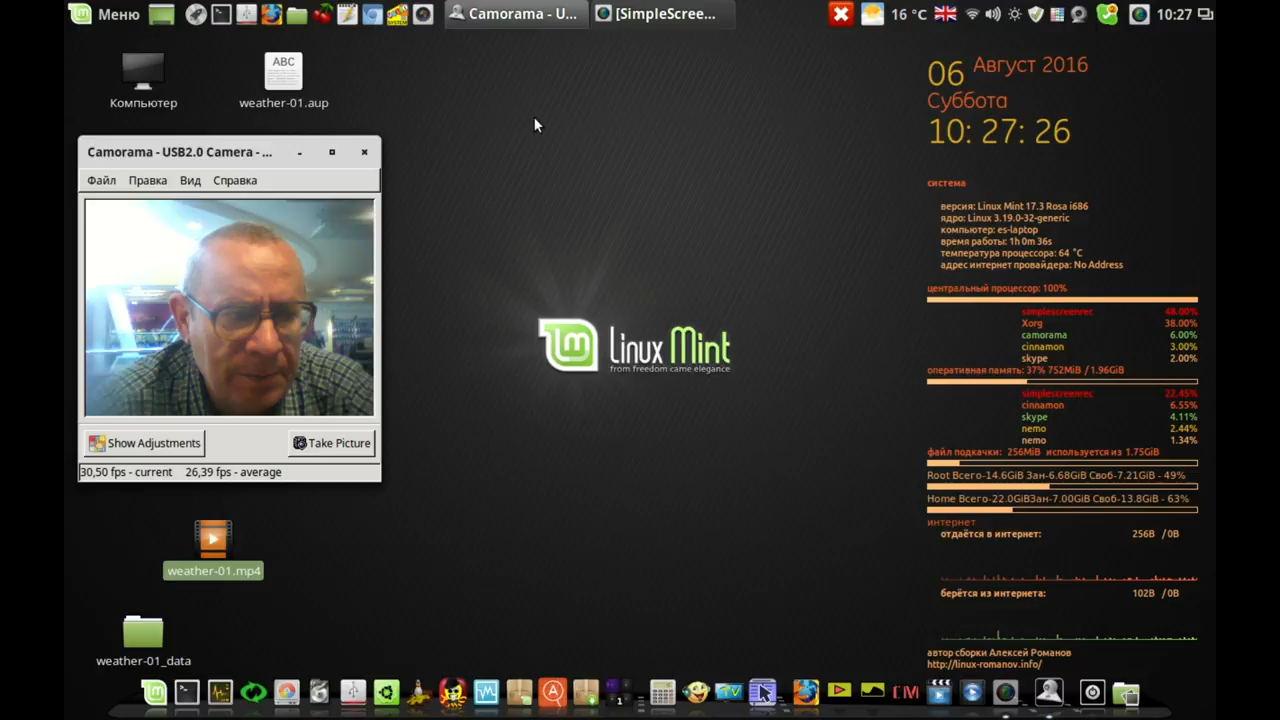 Меню
Camorama - U...
[SimpleScree...
16 °C
10:27
Компьютер
ABC
weather-01.aup
Camorama - USB2.0 Camera - ...
Файл Правка Вид Справка
Show Adjustments
Take Picture
30,50 fps - current 26,39 fps - average
weather-01.mp4
weather-01_data
Linux Mint
from freedom came elegance
06 Август 2016
Суббота
10: 27: 26
система
версия: Linux Mint 17.3 Rosa i686
ядро: Linux 3.19.0-32-generic
компьютер: es-laptop
время работы: 1h 0m 36s
температура процессора: 64 °C
адрес интернет провайдера: No Address
центральный процессор: 100%
simplescreenrec 48.00%
Xorg 38.00%
camorama 6.00%
cinnamon 3.00%
skype 2.00%
оперативная память: 37% 752MiB / 1.96GiB
simplescreenrec 22.45%
cinnamon 6.55%
skype 4.11%
nemo 2.44%
nemo 1.34%
файл подкачки: 256MiB используется из 1.75GiB
Root Всего-14.6GiB Зан-6.68GiB Своб-7.21GiB - 49%
Home Всего-22.0GiBЗан-7.00GiB Своб-13.8GiB - 63%
интернет
отдаётся в интернет: 256B / 0B
берётся из интернета: 102B / 0B
автор сборки Алексей Романов
http://linux-romanov.info/